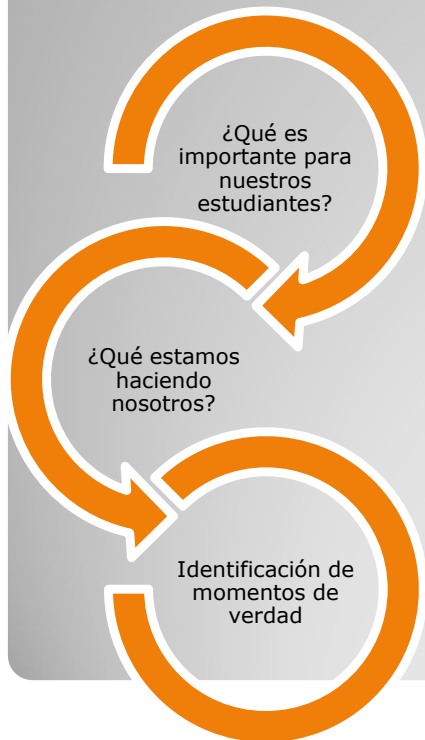 ¿Qué es
importante para
nuestros
estudiantes?
¿Qué estamos
haciendo
nosotros?
Identificación de
momentos de
verdad